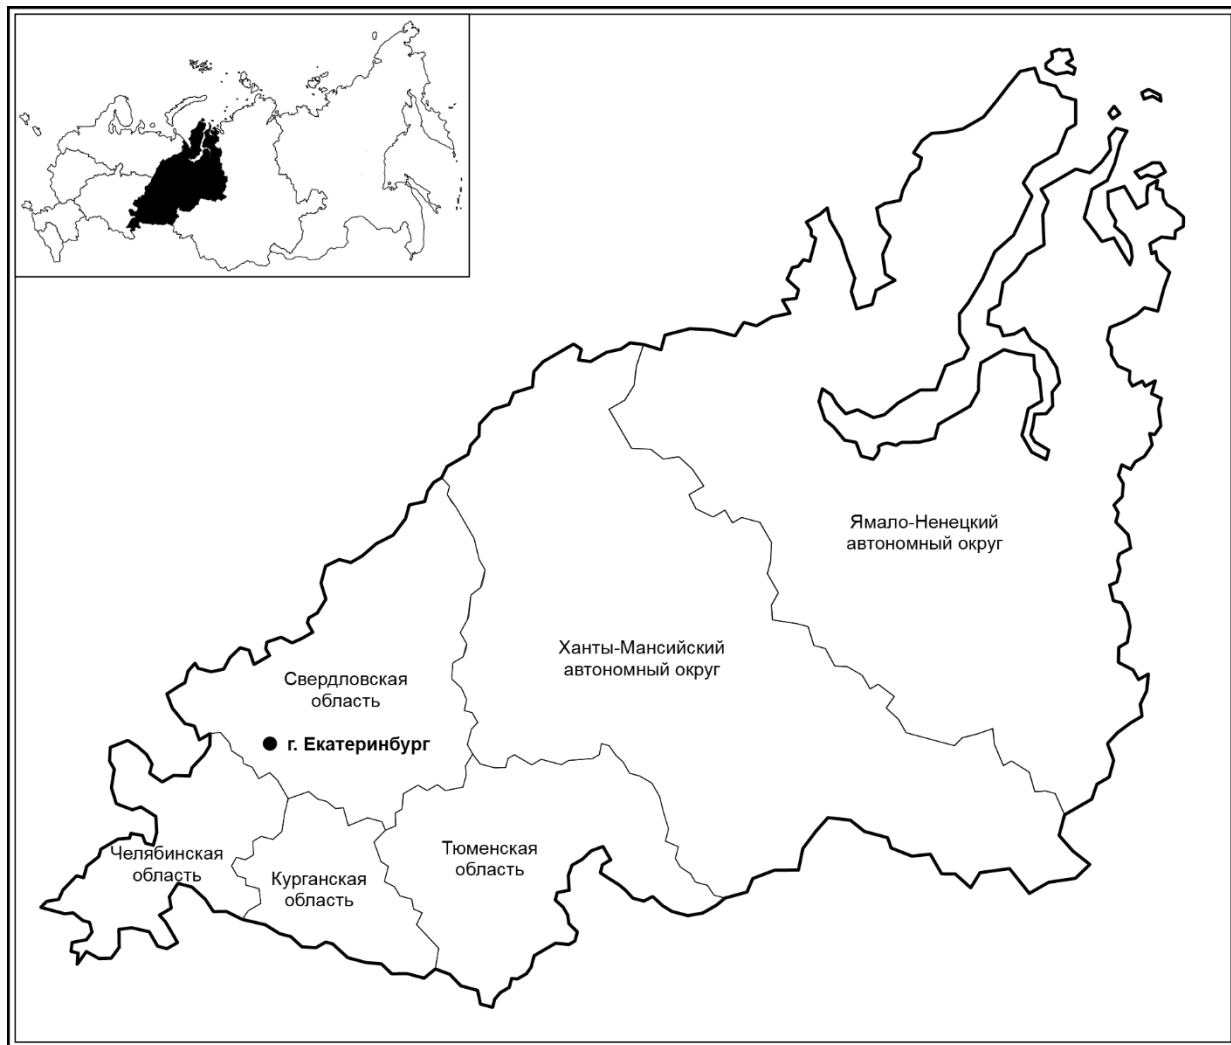 Ямало-Ненецкий
автономный округ
Ханты-Мансийский
автономный округ
Свердловская
область
г. Екатеринбург
Челябинская
область
Курганская
область
Тюменская
область